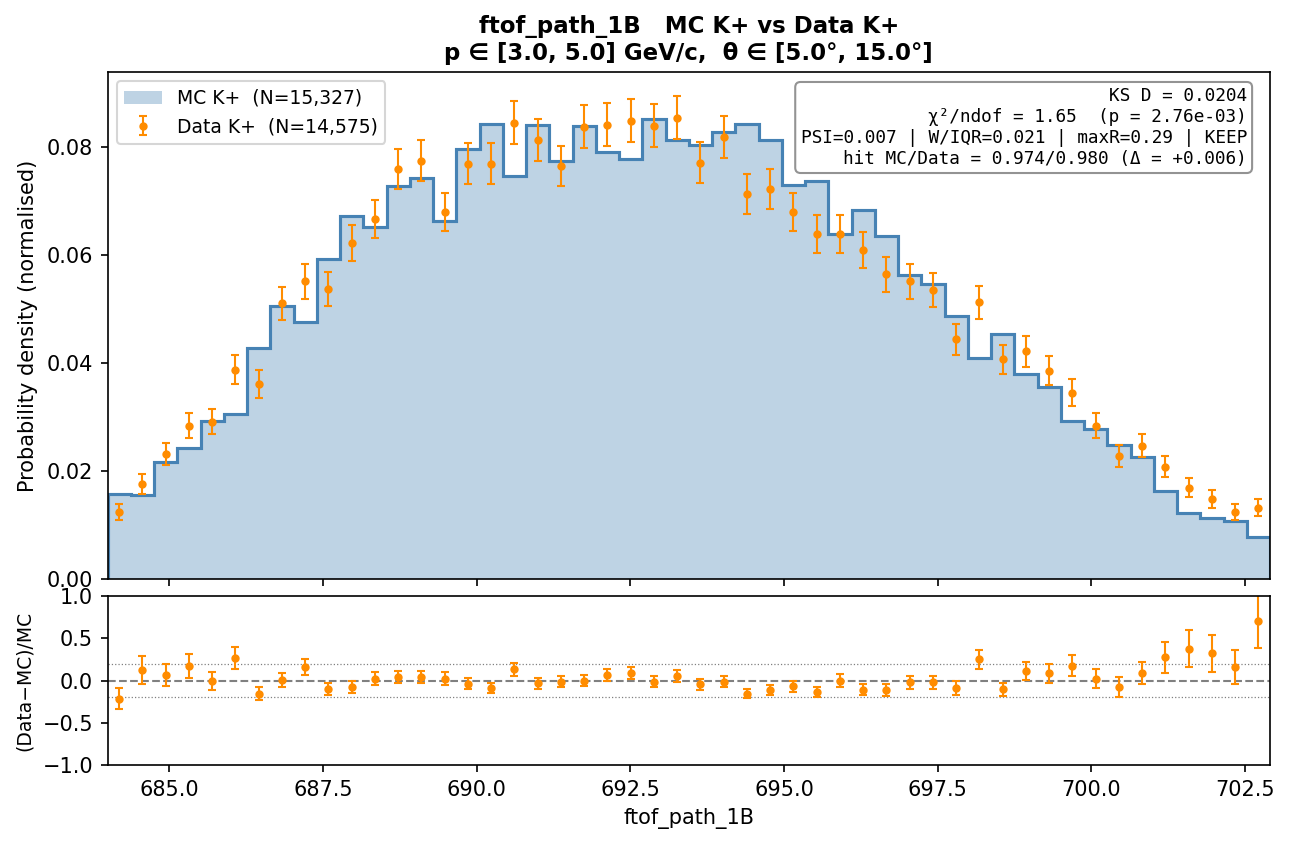 ftof_path_1B   MC K+ vs Data K+
p ∈ [3.0, 5.0] GeV/c,  θ ∈ [5.0°, 15.0°]
MC K+  (N=15,327)
Data K+  (N=14,575)
KS D = 0.0204
χ²/ndof = 1.65  (p = 2.76e-03)
PSI=0.007 | W/IQR=0.021 | maxR=0.29 | KEEP
hit MC/Data = 0.974/0.980 (Δ = +0.006)
Probability density (normalised)
0.08
0.06
0.04
0.02
0.00
(Data−MC)/MC
1.0
0.5
0.0
−0.5
−1.0
685.0 687.5 690.0 692.5 695.0 697.5 700.0 702.5
ftof_path_1B